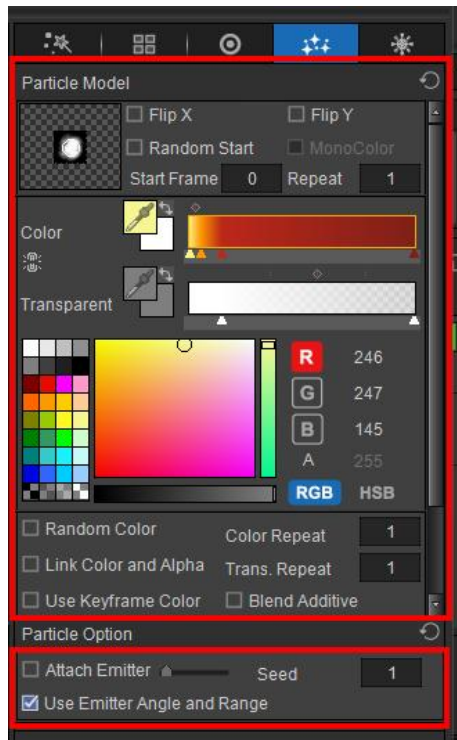 Particle Model
Flip X Flip Y
Random Start MonoColor
Start Frame 0 Repeat 1
Color
Transparent
R 246
G 247
B 145
A 255
RGB HSB
Random Color Color Repeat 1
Link Color and Alpha Trans. Repeat 1
Use Keyframe Color Blend Additive
Particle Option
Attach Emitter Seed 1
Use Emitter Angle and Range